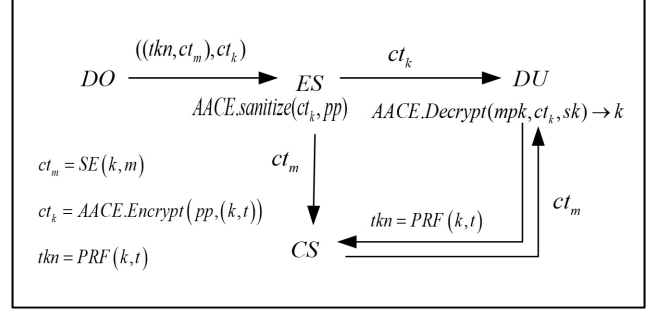 ((tkn,ct_m),ct_k)
ct_k
DO
ES
DU
AACE.sanitize(ct_k,pp)
AACE.Decrypt(mpk,ct_k,sk)→k
ct_m
ct_m = SE(k,m)
ct_k = AACE.Encrypt(pp,(k,t))
tkn = PRF(k,t)
CS
tkn = PRF(k,t)
ct_m